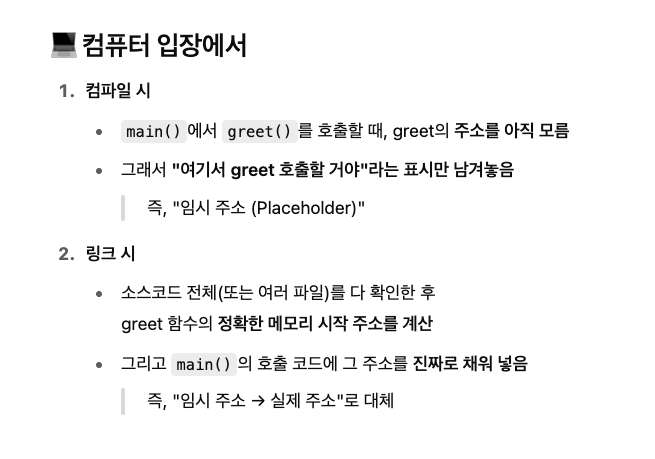 💻 컴퓨터 입장에서
1. 컴파일 시
• main()에서 greet()를 호출할 때, greet의 주소를 아직 모름
• 그래서 "여기서 greet 호출할 거야"라는 표시만 남겨놓음
즉, "임시 주소 (Placeholder)"
2. 링크 시
• 소스코드 전체(또는 여러 파일)를 다 확인한 후
greet 함수의 정확한 메모리 시작 주소를 계산
• 그리고 main()의 호출 코드에 그 주소를 진짜로 채워 넣음
즉, "임시 주소 → 실제 주소"로 대체